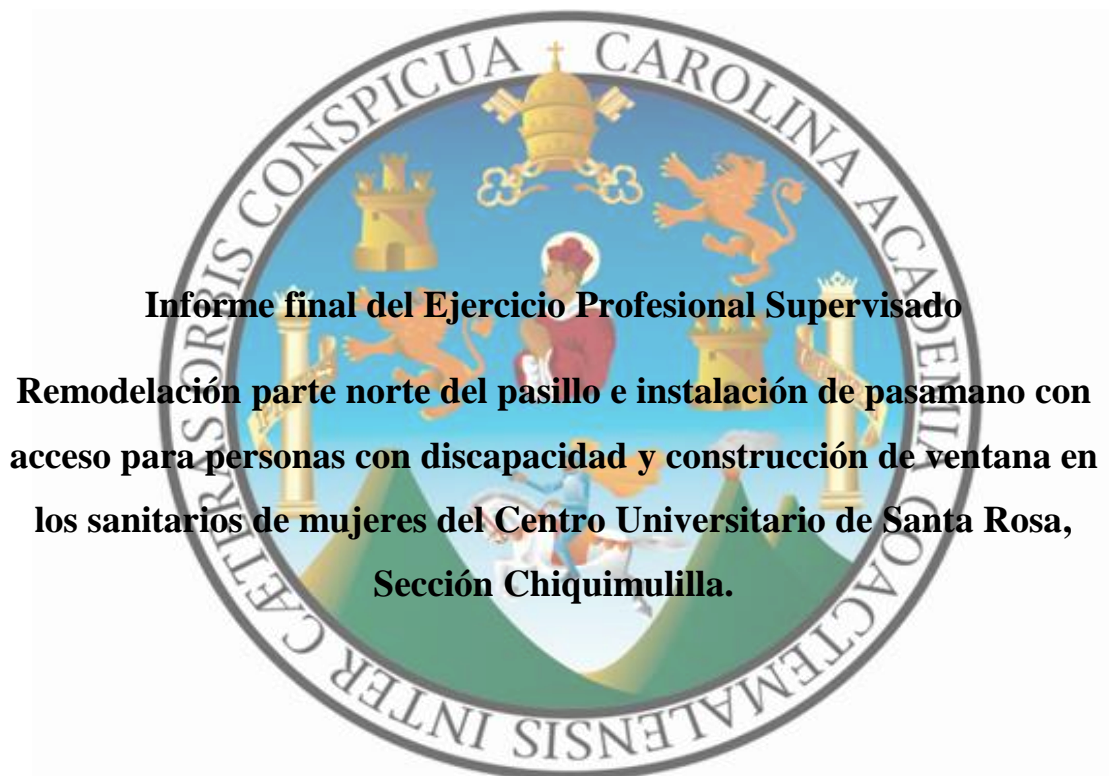 CAROLINA ACADEMIA COACTEMALENSIS INTER CÆTERAS ORBIS CONSPICUA
Informe final del Ejercicio Profesional Supervisado
Remodelación parte norte del pasillo e instalación de pasamano con
acceso para personas con discapacidad y construcción de ventana en
los sanitarios de mujeres del Centro Universitario de Santa Rosa,
Sección Chiquimulilla.